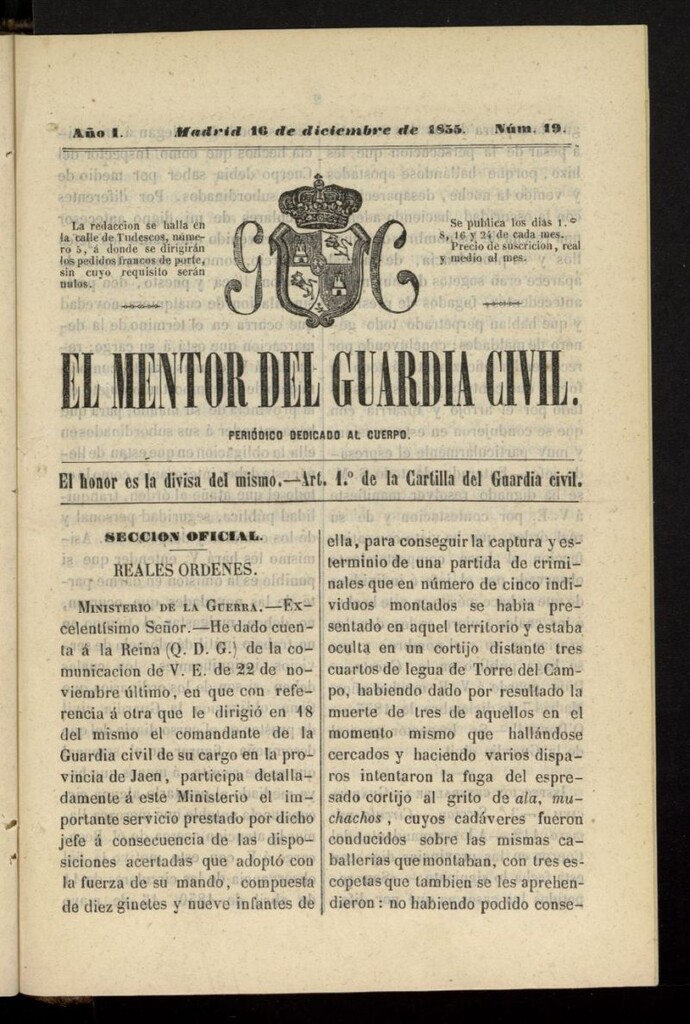 Año I. Madrid 16 de diciembre de 1855. Núm. 19.
La redaccion se halla en
la calle de Tudescos, núme-
ro 5, á donde se dirigirán
los pedidos francos de porte,
sin cuyo requisito serán
nulos.
G C
Se publica los dias 1.º
8, 16 y 24 de cada mes.
Precio de suscricion, real
y medio al mes.
EL MENTOR DEL GUARDIA CIVIL.
PERIÓDICO DEDICADO AL CUERPO.
El honor es la divisa del mismo.—Art. 1.º de la Cartilla del Guardia civil.
SECCION OFICIAL.
REALES ORDENES.
MINISTERIO DE LA GUERRA.—Ex-
celentísimo Señor.—He dado cuen-
ta á la Reina (Q. D. G.) de la co-
municacion de V. E. de 22 de no-
viembre último, en que con refe-
rencia á otra que le dirigió en 18
del mismo el comandante de la
Guardia civil de su cargo en la pro-
vincia de Jaen, participa detalla-
damente á este Ministerio el im-
portante servicio prestado por dicho
jefe á consecuencia de las dispo-
siciones acertadas que adoptó con
la fuerza de su mando, compuesta
de diez ginetes y nueve infantes de
ella, para conseguir la captura y es-
terminio de una partida de crimi-
nales que en número de cinco indi-
viduos montados se habia pre-
sentado en aquel territorio y estaba
oculta en un cortijo distante tres
cuartos de legua de Torre del Cam-
po, habiendo dado por resultado la
muerte de tres de aquellos en el
momento mismo que hallándose
cercados y haciendo varios dispa-
ros intentaron la fuga del espre-
sado cortijo al grito de ala, mu-
chachos, cuyos cadáveres fueron
conducidos sobre las mismas ca-
ballerias que montaban, con tres es-
copetas que tambien se les aprehen-
dieron: no habiendo podido conse-